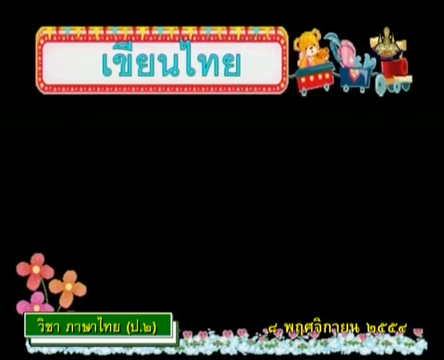 เขียนไทย
วิชา ภาษาไทย (ป.๒)
๘ พฤศจิกายน ๒๕๕๔